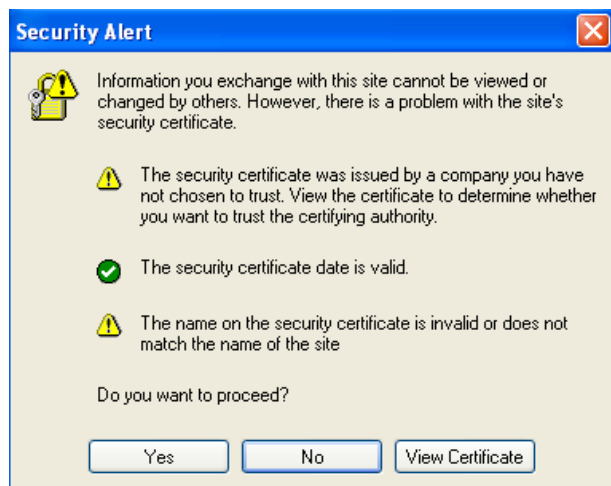 Security Alert
Information you exchange with this site cannot be viewed or
changed by others. However, there is a problem with the site's
security certificate.
The security certificate was issued by a company you have
not chosen to trust. View the certificate to determine whether
you want to trust the certifying authority.
The security certificate date is valid.
The name on the security certificate is invalid or does not
match the name of the site
Do you want to proceed?
Yes
No
View Certificate